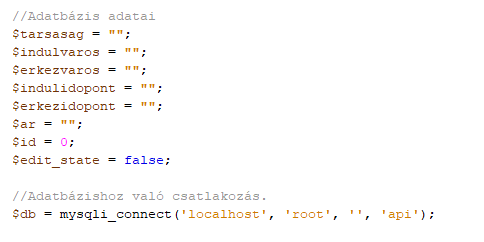 //Adatbázis adatai
$tarsasag = "";
$indulvaros = "";
$erkezvaros = "";
$indulidopont = "";
$erkezidopont = "";
$ar = "";
$id = 0;
$edit_state = false;
//Adatbázishoz való csatlakozás.
$db = mysqli_connect('localhost', 'root', '', 'api');